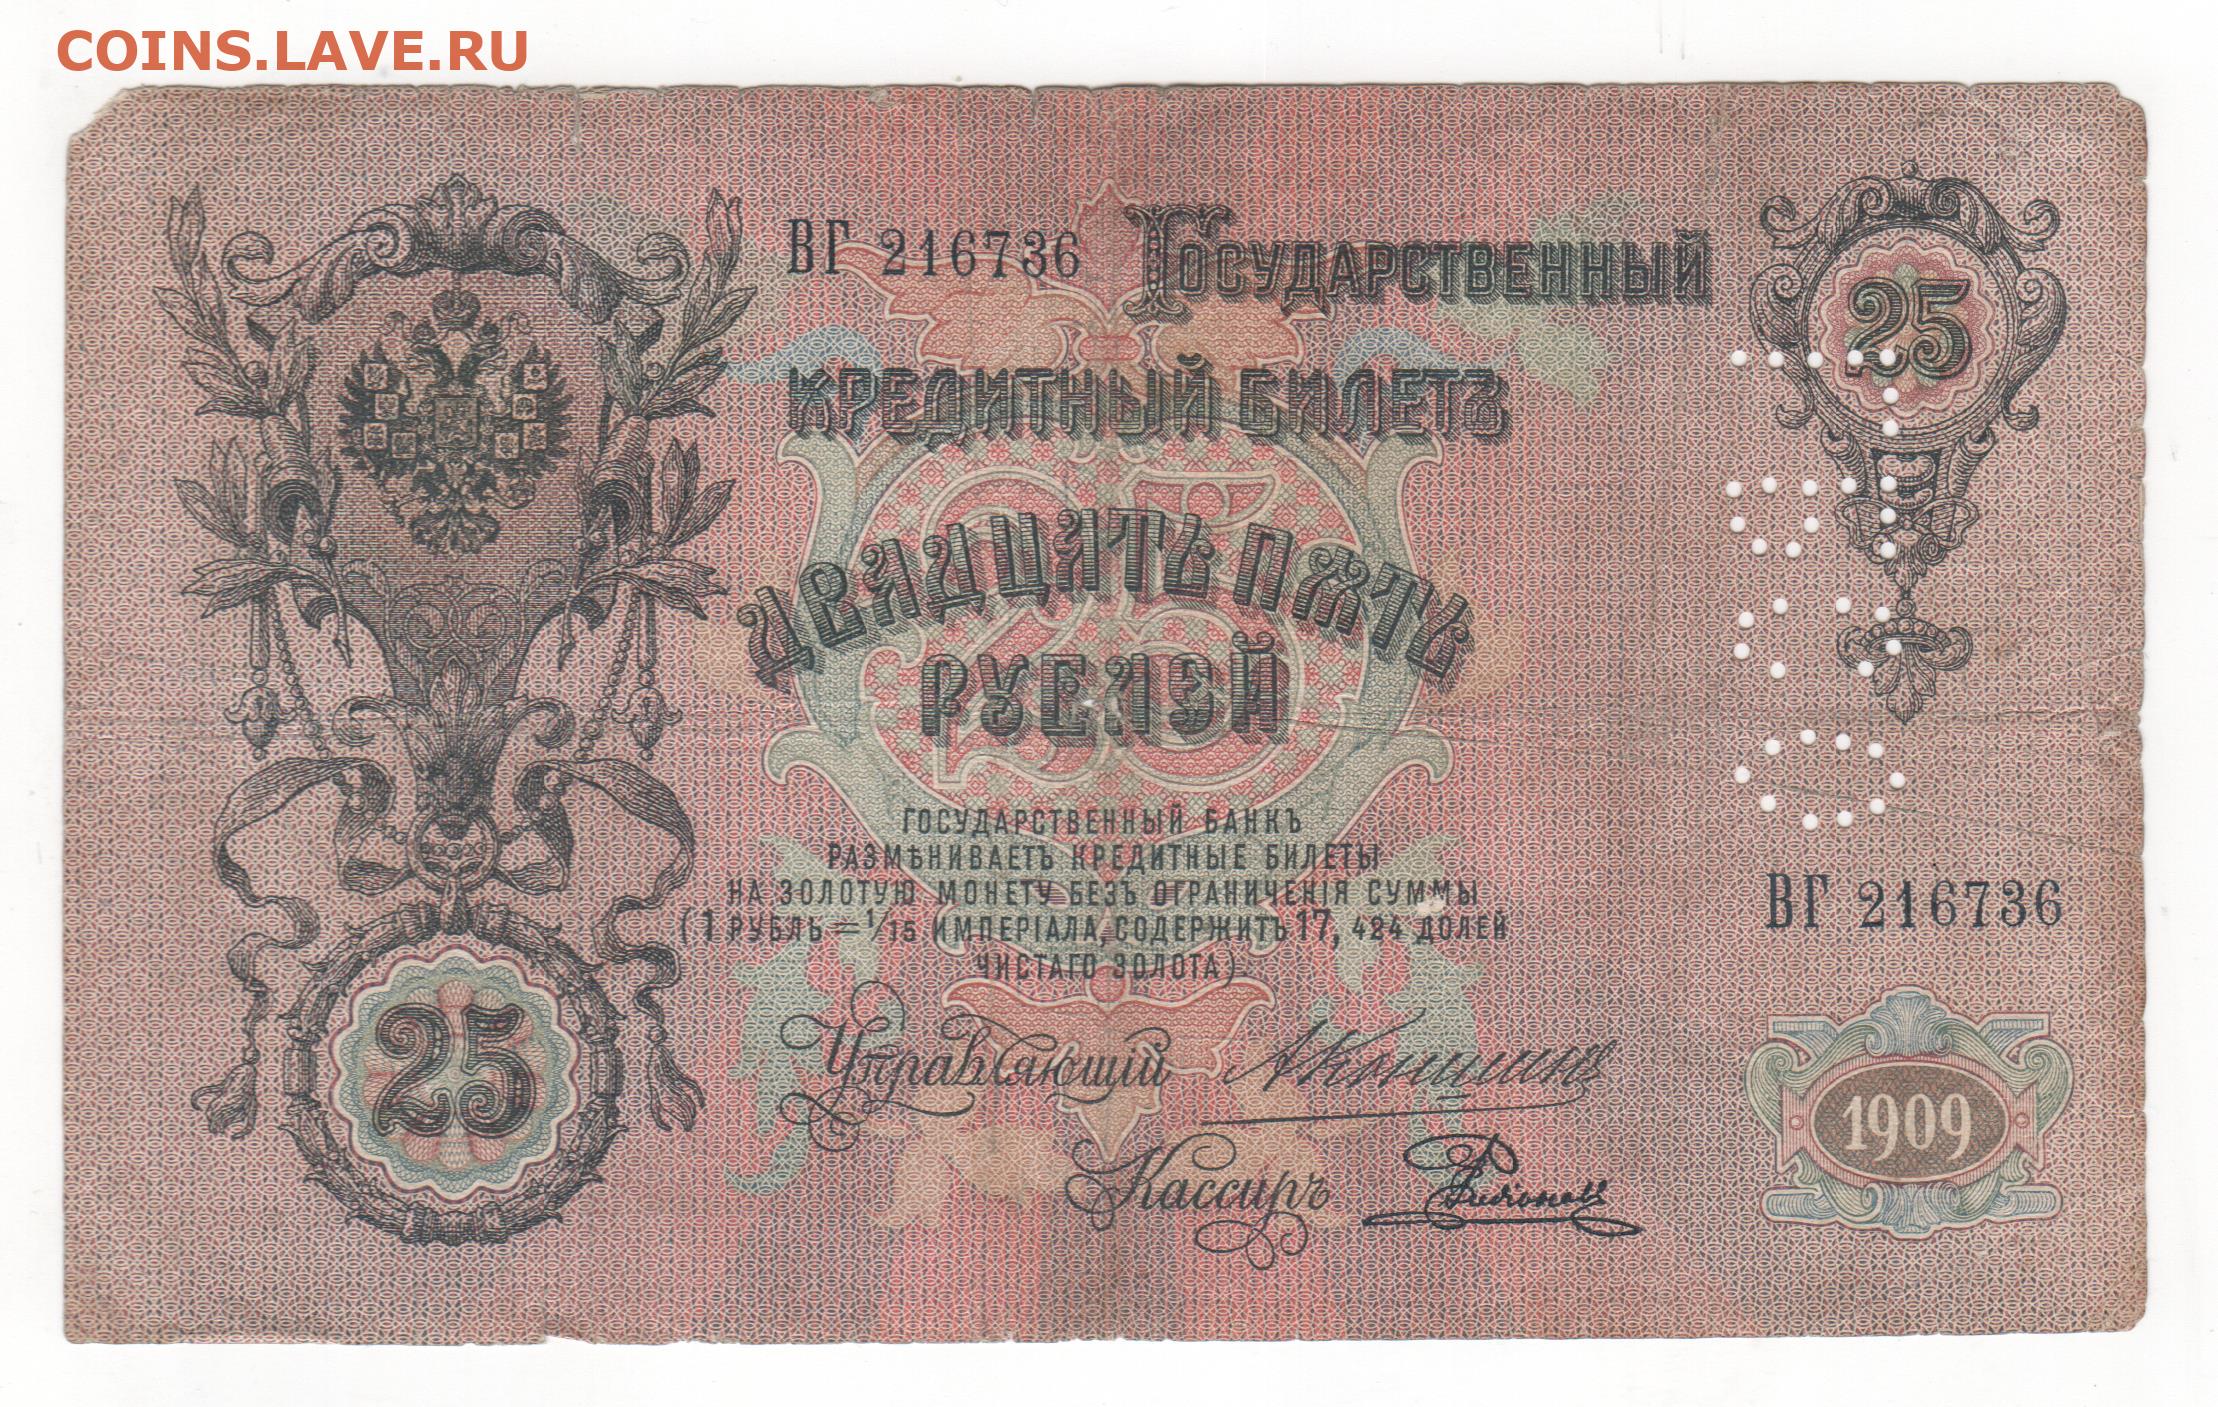 COINS.LAVE.RU
ВГ 216736 Государственный
25
кредитный билетъ
двадцать пять
рублей
ГБСО
ГОСУДАРСТВЕННЫЙ БАНКЪ
РАЗМѢНИВАЕТЪ КРЕДИТНЫЕ БИЛЕТЫ
НА ЗОЛОТУЮ МОНЕТУ БЕЗЪ ОГРАНИЧЕНІЯ СУММЫ
(1 РУБЛЬ = 1/15 ИМПЕРІАЛА, СОДЕРЖИТЪ 17, 424 ДОЛЕЙ
ЧИСТАГО ЗОЛОТА)
ВГ 216736
25
Управляющій
Кассиръ
1909